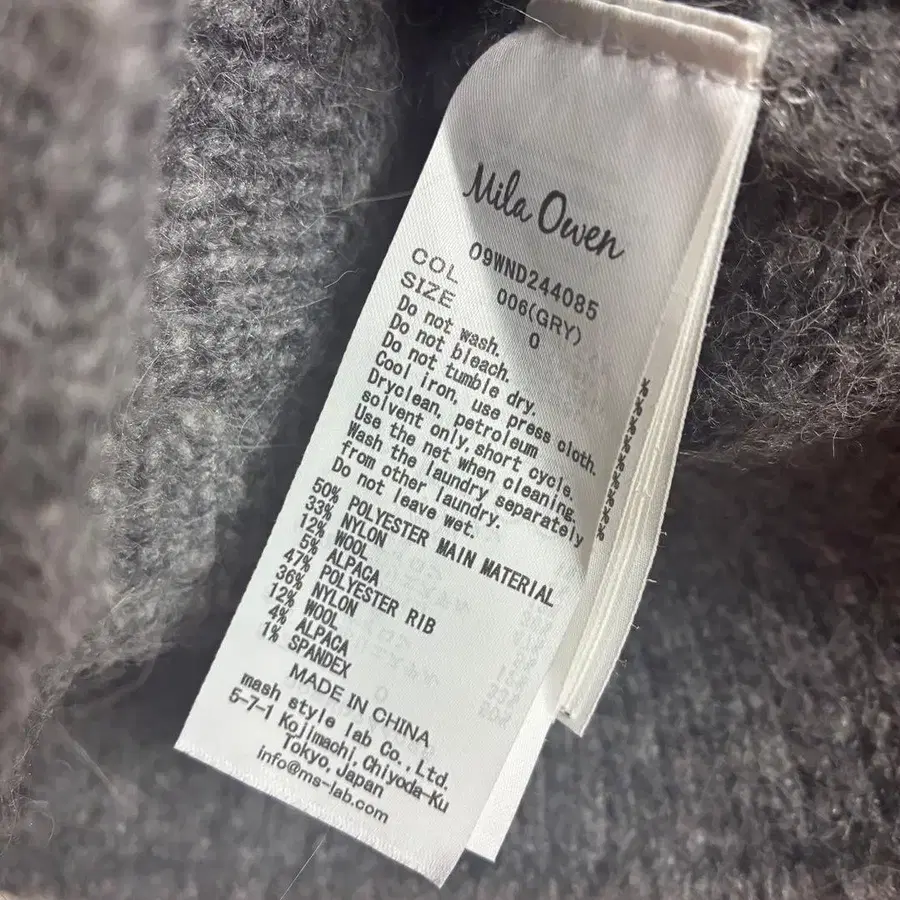 Mila Owen
09WND244085
COL 006(GRY)
SIZE 0
Do not wash.
Do not bleach.
Do not tumble dry.
Cool iron, use press cloth.
Dryclean, petroleum
solvent only, short cycle.
Use the net when cleaning.
Wash the laundry separately
from other laundry.
Do not leave wet.
50% POLYESTER MAIN MATERIAL
33% NYLON
12% WOOL
5% ALPACA
47% POLYESTER RIB
36% NYLON
12% WOOL
4% ALPACA
1% SPANDEX
MADE IN CHINA
mash style lab Co.,Ltd.
5-7-1 Kojimachi, Chiyoda-Ku
Tokyo, Japan
info@ms-lab.com